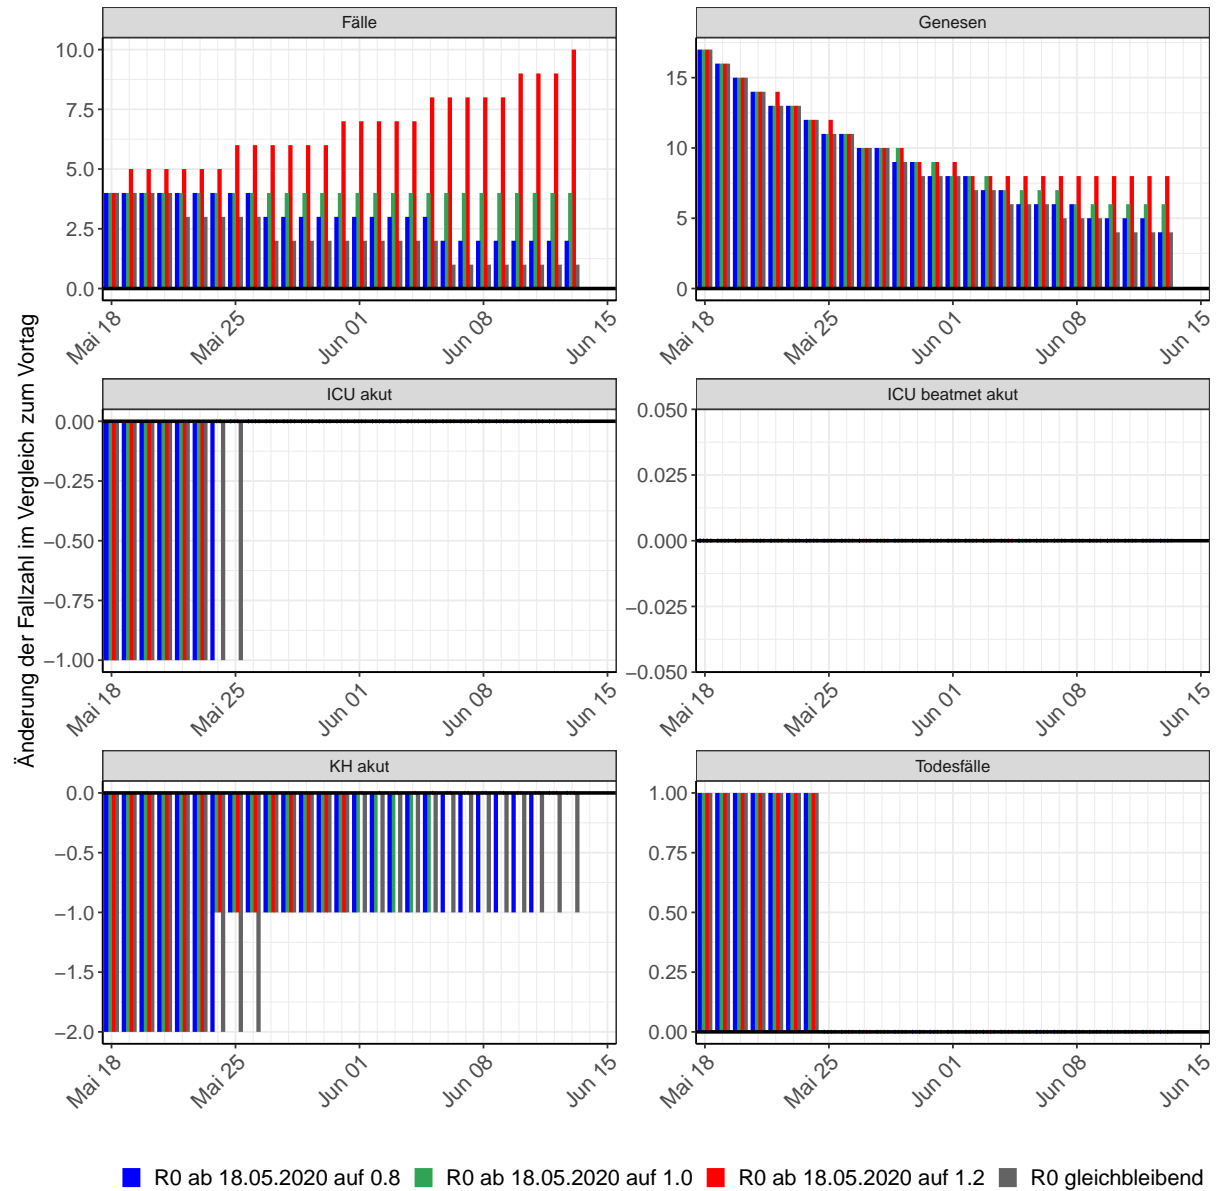 Fälle
Genesen
10.0
7.5
5.0
2.5
0.0
15
10
5
0
Mai 18
Mai 25
Jun 01
Jun 08
Jun 15
Mai 18
Mai 25
Jun 01
Jun 08
Jun 15
Änderung der Fallzahl im Vergleich zum Vortag
ICU akut
ICU beatmet akut
0.00
−0.25
−0.50
−0.75
−1.00
0.050
0.025
0.000
−0.025
−0.050
Mai 18
Mai 25
Jun 01
Jun 08
Jun 15
Mai 18
Mai 25
Jun 01
Jun 08
Jun 15
KH akut
Todesfälle
0.0
−0.5
−1.0
−1.5
−2.0
1.00
0.75
0.50
0.25
0.00
Mai 18
Mai 25
Jun 01
Jun 08
Jun 15
Mai 18
Mai 25
Jun 01
Jun 08
Jun 15
R0 ab 18.05.2020 auf 0.8 R0 ab 18.05.2020 auf 1.0 R0 ab 18.05.2020 auf 1.2 R0 gleichbleibend